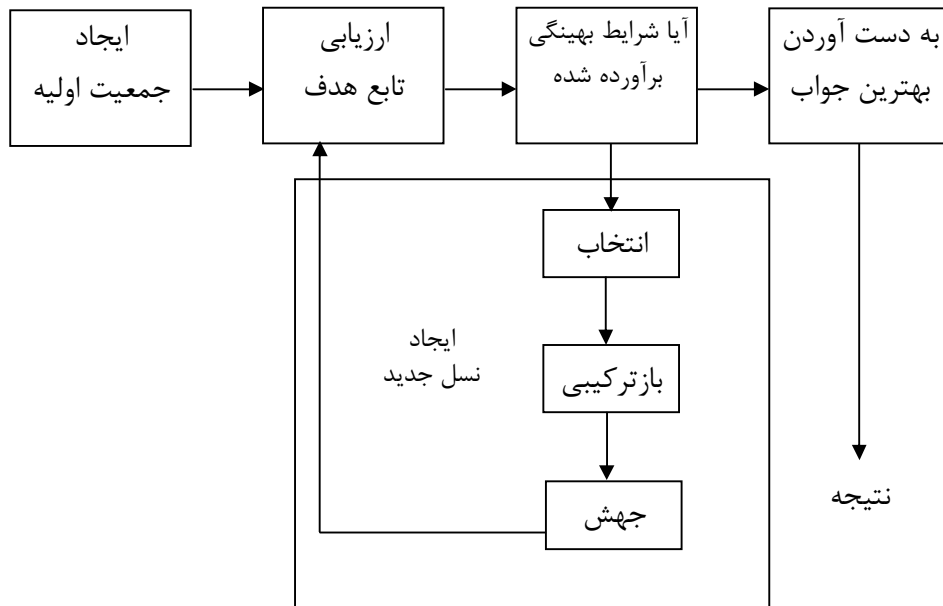 ایجاد
جمعیت اولیه
ارزیابی
تابع هدف
آیا شرایط بهینگی
برآورده شده
به دست آوردن
بهترین جواب
انتخاب
ایجاد
نسل جدید
بازترکیبی
جهش
نتیجه